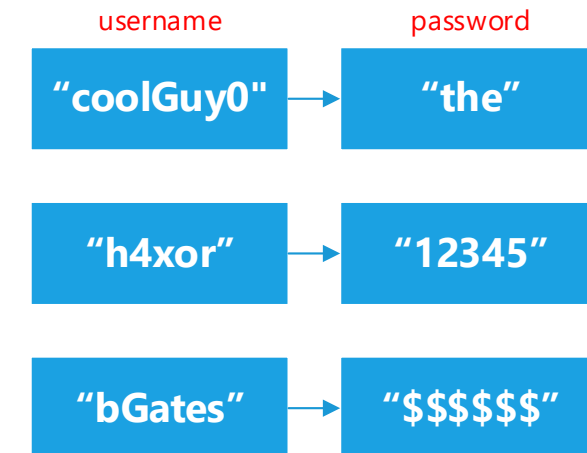 username password
“coolGuy0" “the”
“h4xor” “12345”
“bGates” “$$$$$$”